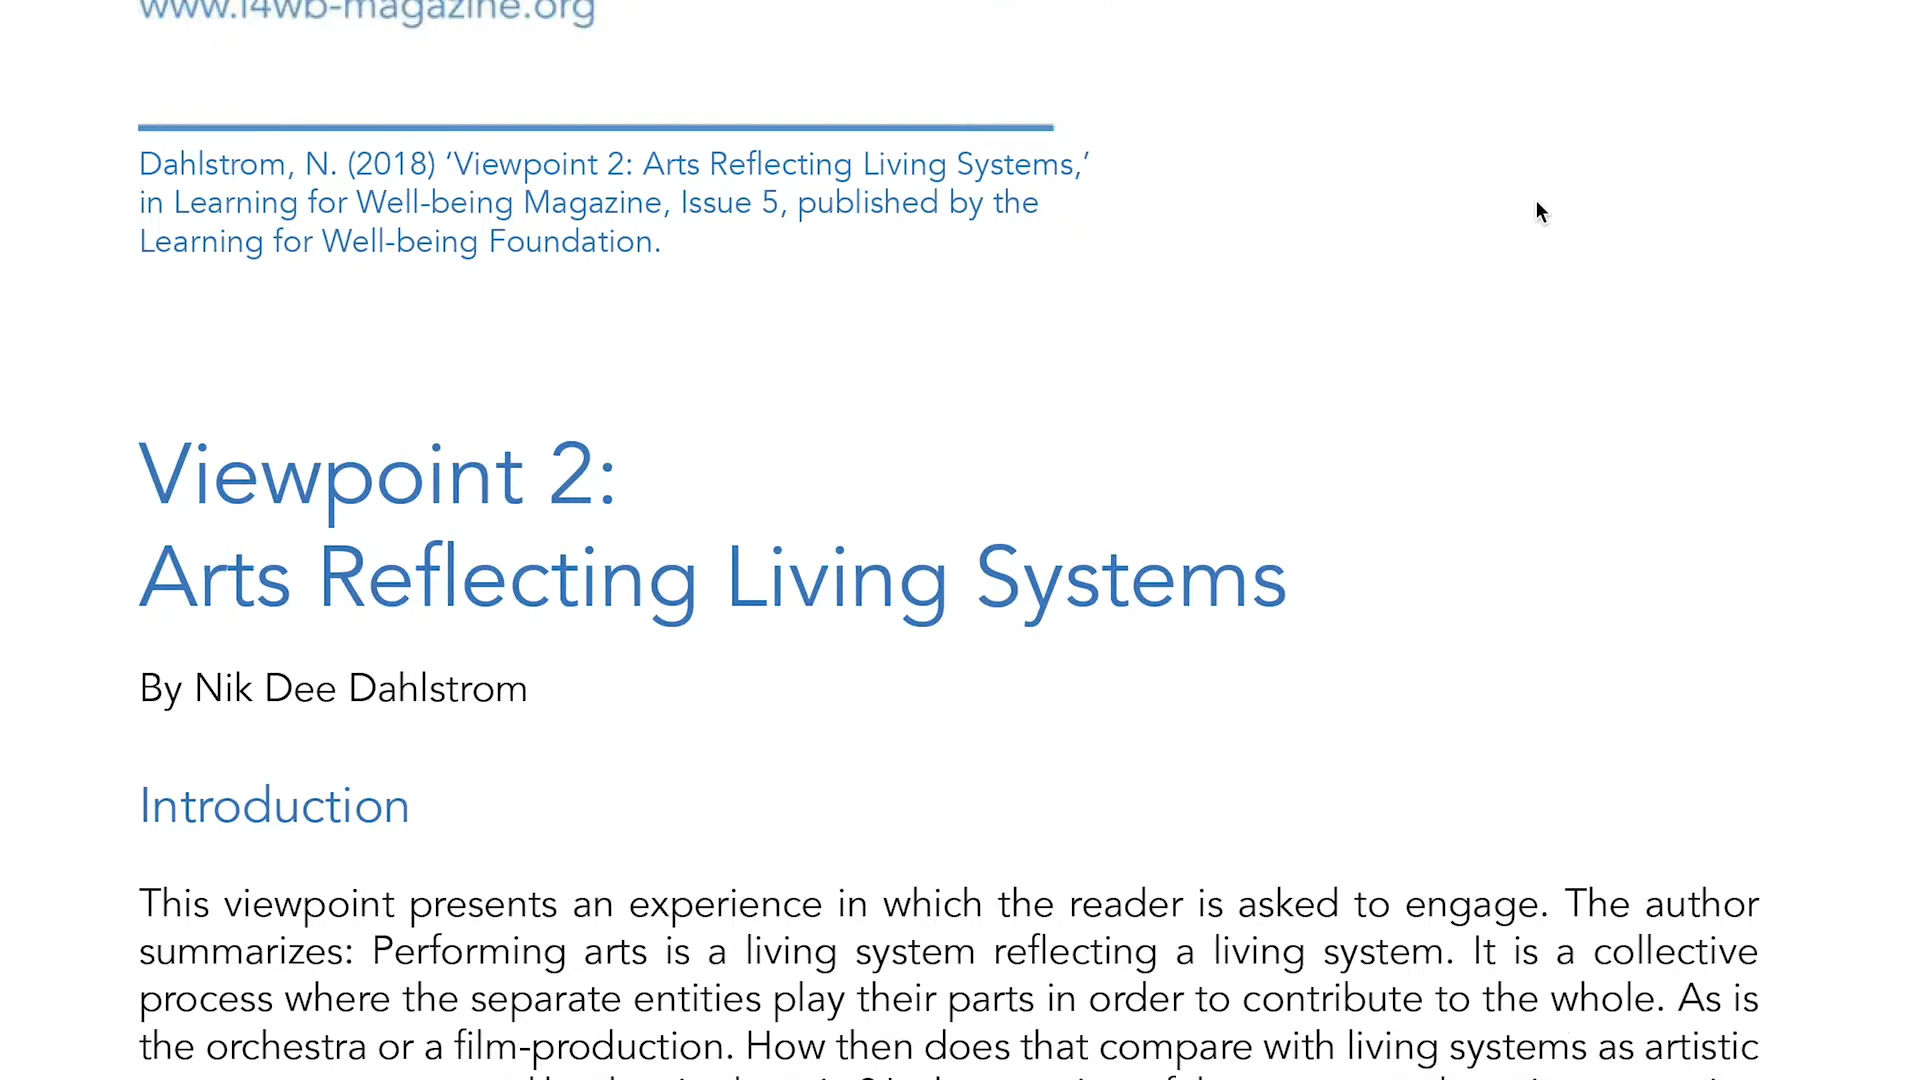 www.l4wb-magazine.org
Dahlstrom, N. (2018) ‘Viewpoint 2: Arts Reflecting Living Systems,’
in Learning for Well-being Magazine, Issue 5, published by the
Learning for Well-being Foundation.
Viewpoint 2:
Arts Reflecting Living Systems
By Nik Dee Dahlstrom
Introduction
This viewpoint presents an experience in which the reader is asked to engage. The author
summarizes: Performing arts is a living system reflecting a living system. It is a collective
process where the separate entities play their parts in order to contribute to the whole. As is
the orchestra or a film-production. How then does that compare with living systems as artistic